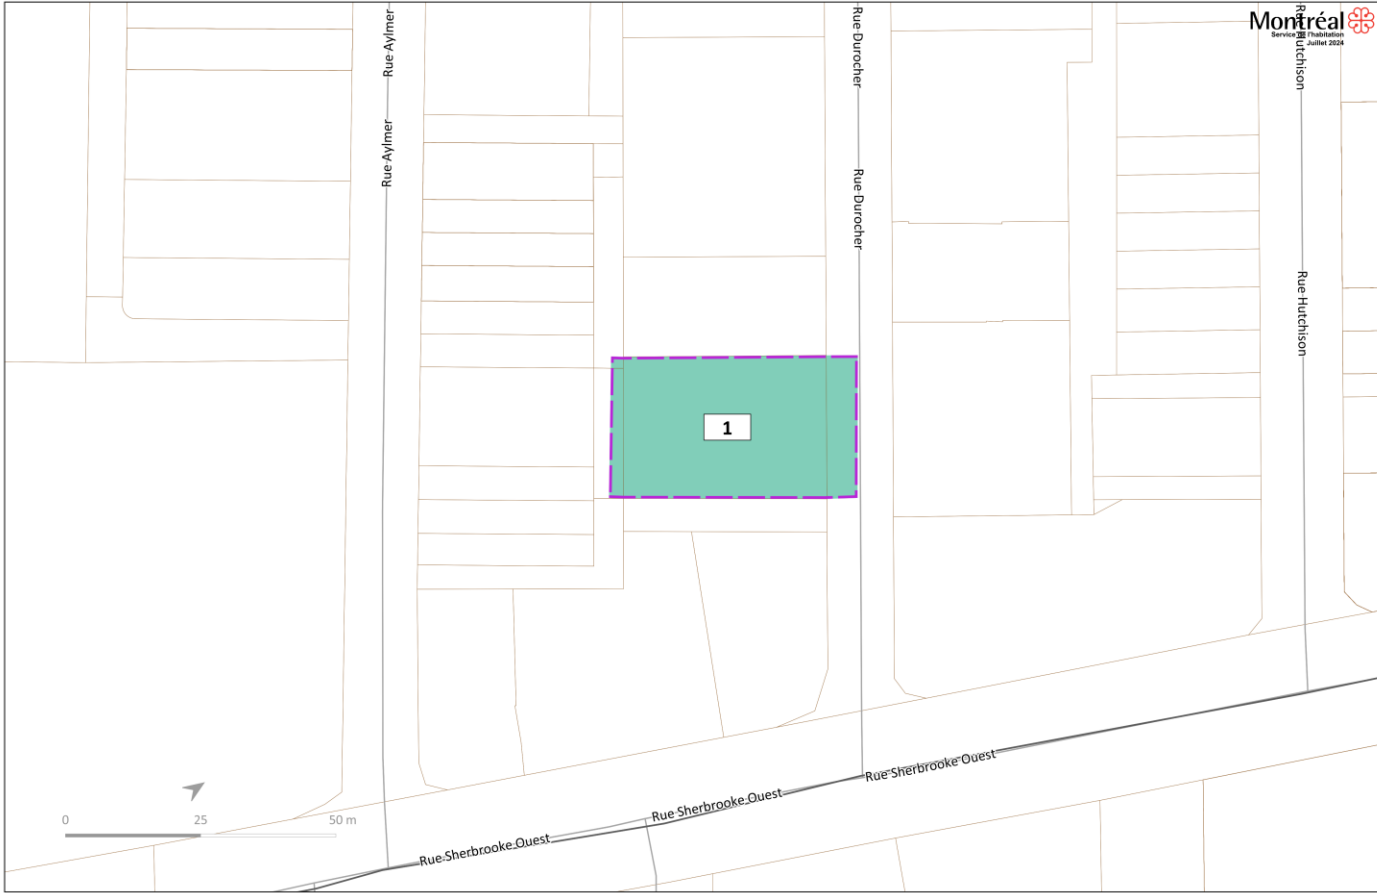 Rue Aylmer
Rue Durocher
Montréal
Service de l'habitation
Juillet 2024
Rue Hutchison
Rue Aylmer
Rue Durocher
Rue Hutchison
1
Rue Sherbrooke Ouest
Rue Sherbrooke Ouest
Rue Sherbrooke Ouest
0 25 50 m